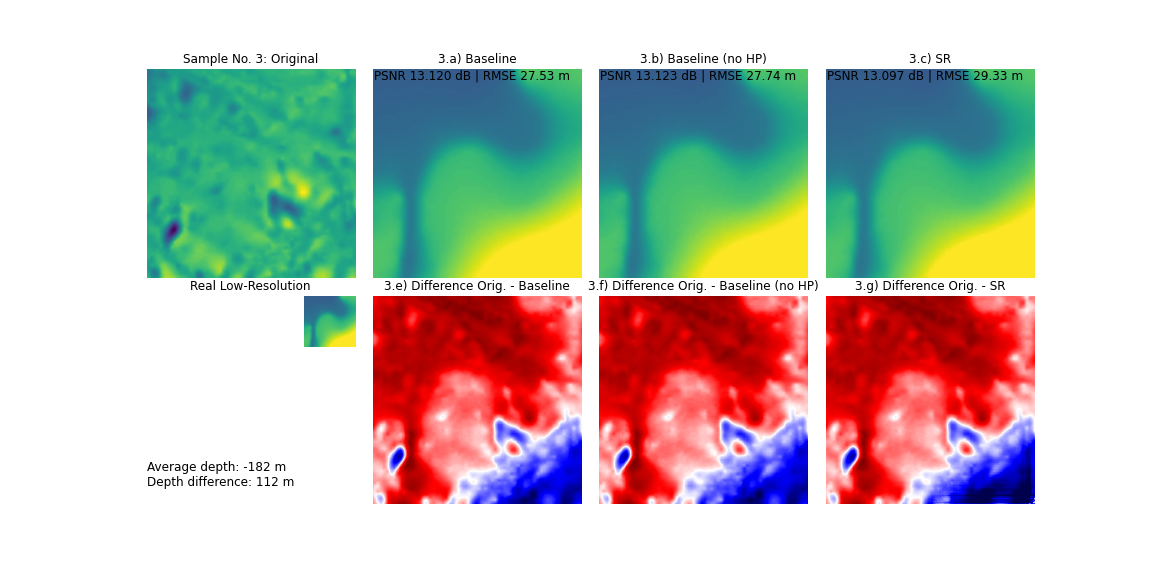 Sample No. 3: Original
3.a) Baseline
3.b) Baseline (no HP)
3.c) SR
PSNR 13.120 dB | RMSE 27.53 m
PSNR 13.123 dB | RMSE 27.74 m
PSNR 13.097 dB | RMSE 29.33 m
Real Low-Resolution
3.e) Difference Orig. - Baseline
3.f) Difference Orig. - Baseline (no HP)
3.g) Difference Orig. - SR
Average depth: -182 m
Depth difference: 112 m